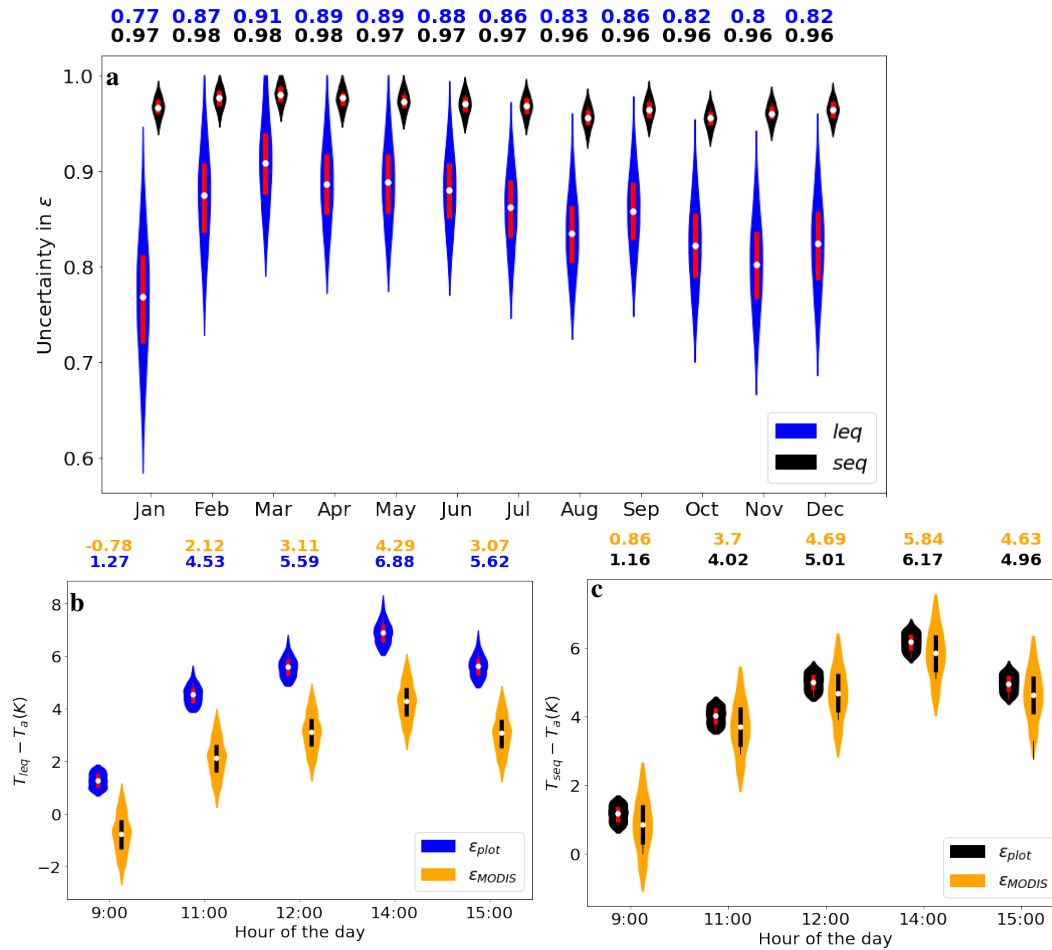 0.77 0.87 0.91 0.89 0.89 0.88 0.86 0.83 0.86 0.82 0.8 0.82
0.97 0.98 0.98 0.98 0.97 0.97 0.97 0.96 0.96 0.96 0.96 0.96
a
Uncertainty in ε
1.0
0.9
0.8
0.7
0.6
leq
seq
Jan Feb Mar Apr May Jun Jul Aug Sep Oct Nov Dec
-0.78 2.12 3.11 4.29 3.07
1.27 4.53 5.59 6.88 5.62
b
T_leq − T_a(K)
8
6
4
2
0
−2
ε_plot
ε_MODIS
9:00 11:00 12:00 14:00 15:00
Hour of the day
0.86 3.7 4.69 5.84 4.63
1.16 4.02 5.01 6.17 4.96
c
T_seq − T_a(K)
6
4
2
0
ε_plot
ε_MODIS
9:00 11:00 12:00 14:00 15:00
Hour of the day